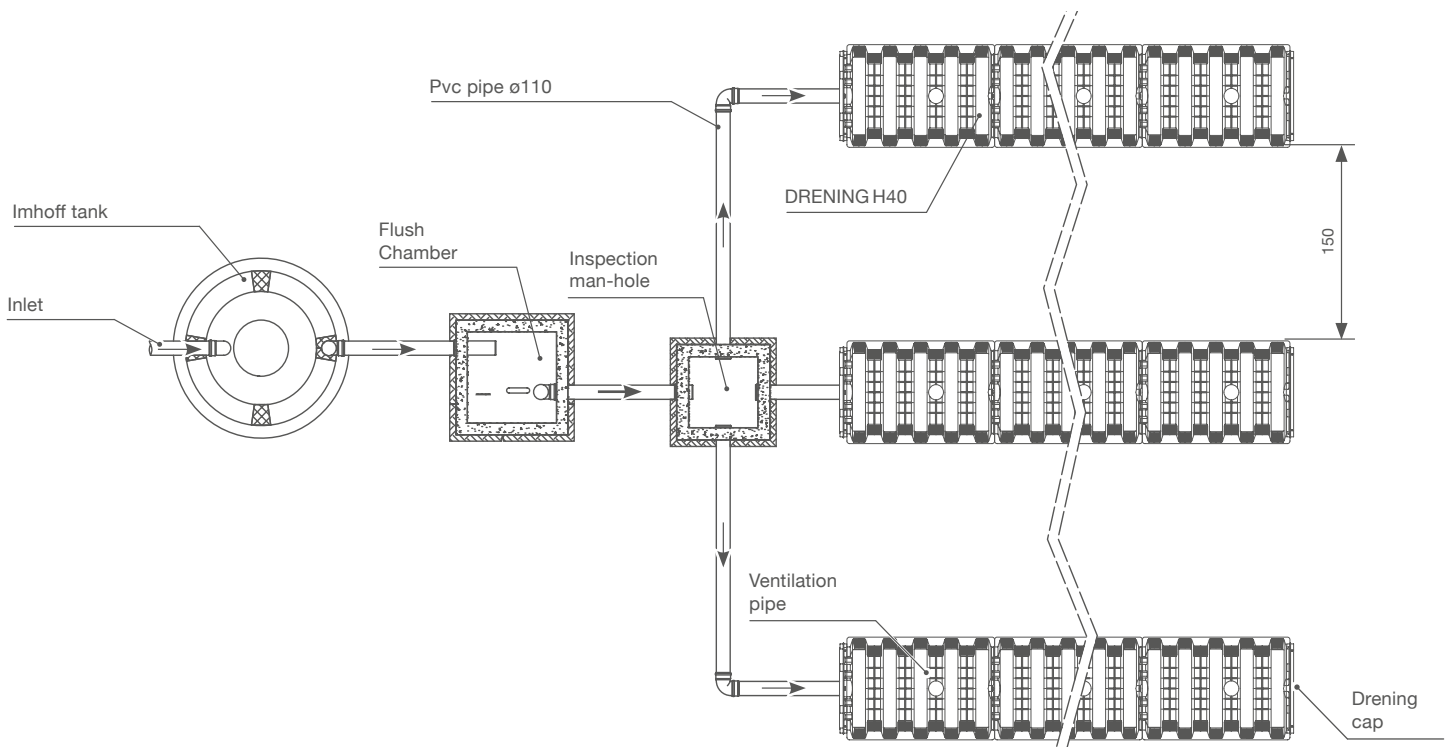 Pvc pipe ø110
DRENING H40
Imhoff tank
Flush
Chamber
Inspection
man-hole
150
Inlet
Ventilation
pipe
Drening
cap